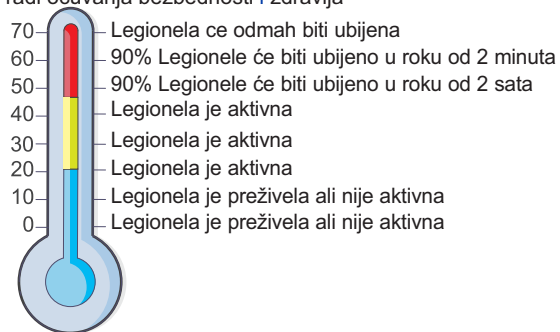 radi očuvanja bezbednosti i zdravlja
70 Legionela ce odmah biti ubijena
60 90% Legionele će biti ubijeno u roku od 2 minuta
50 90% Legionele će biti ubijeno u roku od 2 sata
40 Legionela je aktivna
30 Legionela je aktivna
20 Legionela je aktivna
10 Legionela je preživela ali nije aktivna
0 Legionela je preživela ali nije aktivna